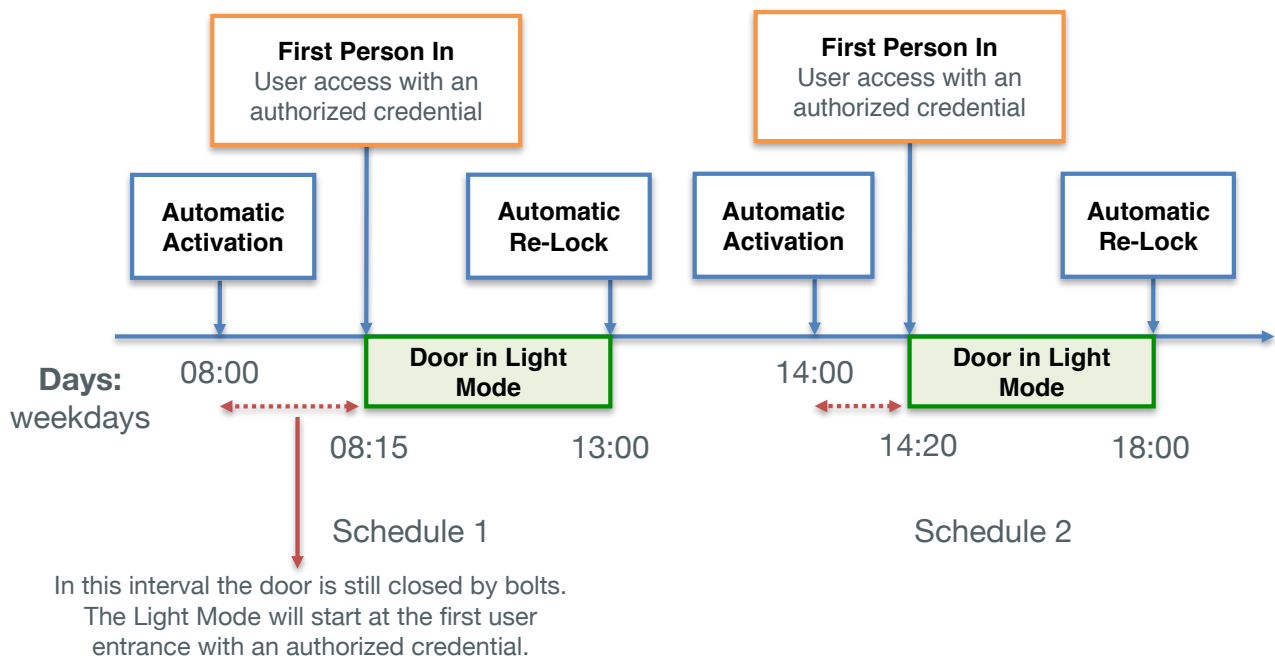 First Person In
User access with an
authorized credential
First Person In
User access with an
authorized credential
Automatic
Activation
Automatic
Re-Lock
Automatic
Activation
Automatic
Re-Lock
Days:
weekdays
08:00
Door in Light
Mode
14:00
Door in Light
Mode
08:15
13:00
14:20
18:00
Schedule 1
Schedule 2
In this interval the door is still closed by bolts.
The Light Mode will start at the first user
entrance with an authorized credential.